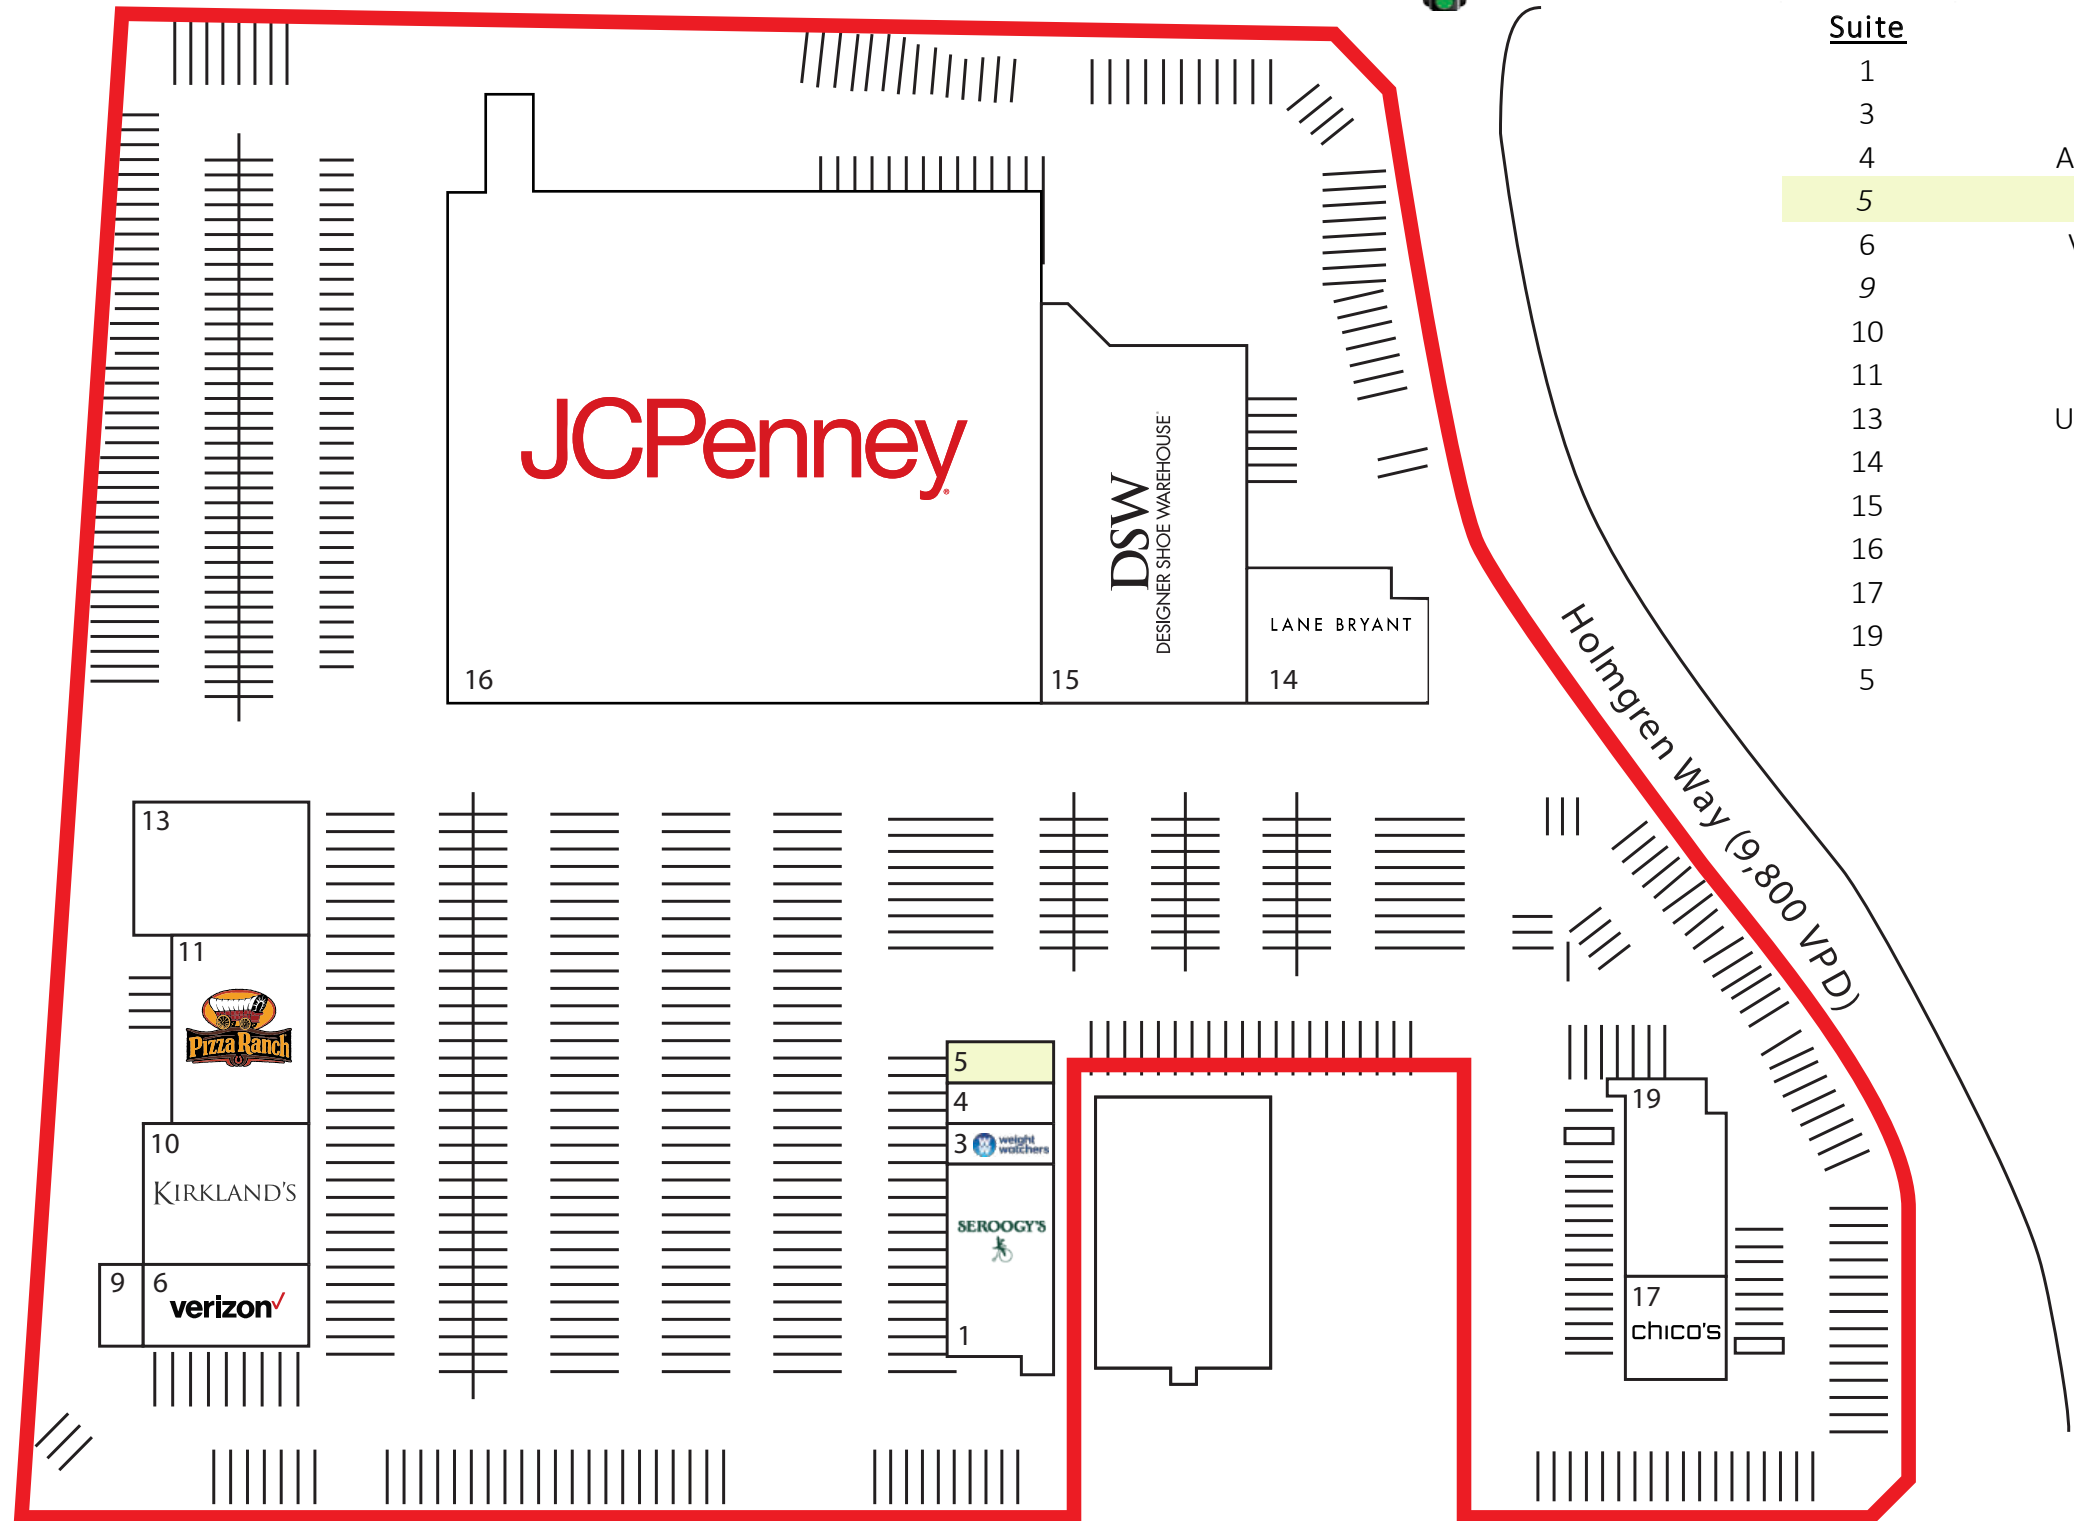 Suite
1
3
4 A
5
6 V
9
10
11
13 U
14
15
16
17
19
5
JCPenney
16
DSW
DESIGNER SHOE WAREHOUSE
15
LANE BRYANT
14
Holmgren Way (9,800 VPD)
13
11
Pizza Ranch
10
KIRKLAND'S
9
6
verizon
5
4
3 weight watchers
SEROOGY'S
1
19
17
chico's